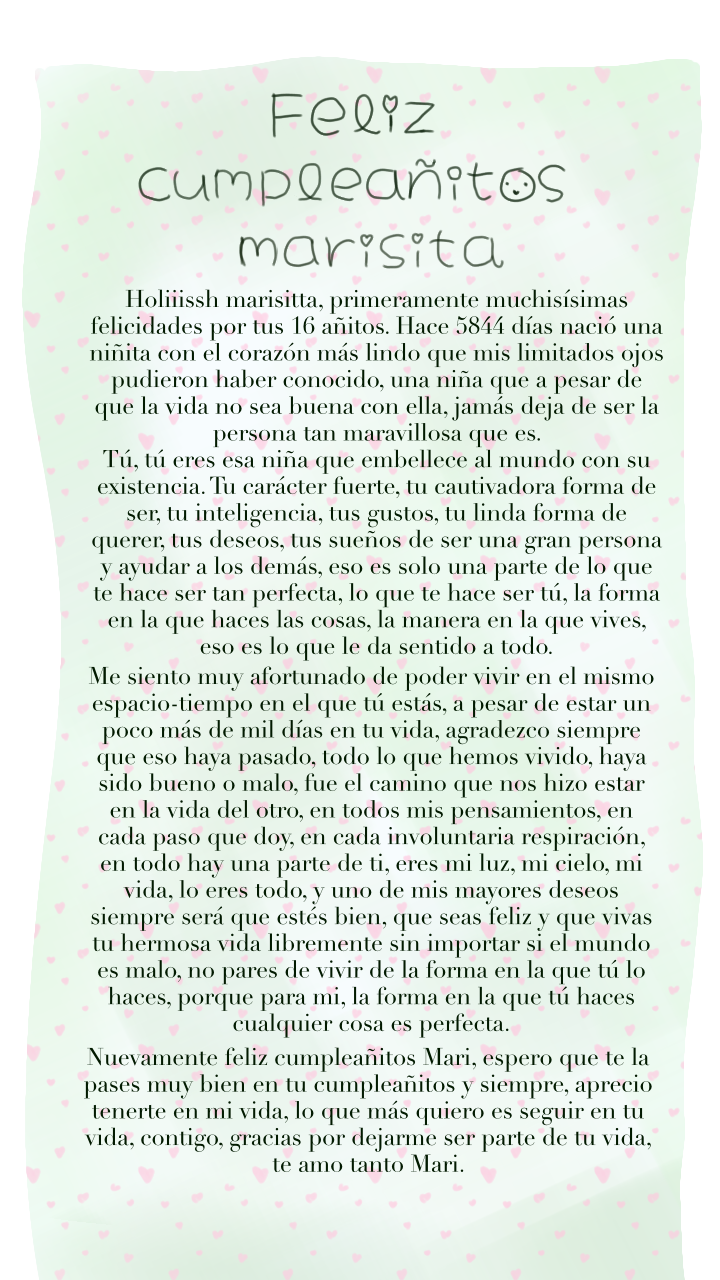 Feliz
cumpleañitos
marisita
Holiiissh marisitta, primeramente muchisísimas
felicidades por tus 16 añitos. Hace 5844 días nació una
niñita con el corazón más lindo que mis limitados ojos
pudieron haber conocido, una niña que a pesar de
que la vida no sea buena con ella, jamás deja de ser la
persona tan maravillosa que es.
Tú, tú eres esa niña que embellece al mundo con su
existencia. Tu carácter fuerte, tu cautivadora forma de
ser, tu inteligencia, tus gustos, tu linda forma de
querer, tus deseos, tus sueños de ser una gran persona
y ayudar a los demás, eso es solo una parte de lo que
te hace ser tan perfecta, lo que te hace ser tú, la forma
en la que haces las cosas, la manera en la que vives,
eso es lo que le da sentido a todo.
Me siento muy afortunado de poder vivir en el mismo
espacio-tiempo en el que tú estás, a pesar de estar un
poco más de mil días en tu vida, agradezco siempre
que eso haya pasado, todo lo que hemos vivido, haya
sido bueno o malo, fue el camino que nos hizo estar
en la vida del otro, en todos mis pensamientos, en
cada paso que doy, en cada involuntaria respiración,
en todo hay una parte de ti, eres mi luz, mi cielo, mi
vida, lo eres todo, y uno de mis mayores deseos
siempre será que estés bien, que seas feliz y que vivas
tu hermosa vida libremente sin importar si el mundo
es malo, no pares de vivir de la forma en la que tú lo
haces, porque para mi, la forma en la que tú haces
cualquier cosa es perfecta.
Nuevamente feliz cumpleañitos Mari, espero que te la
pases muy bien en tu cumpleañitos y siempre, aprecio
tenerte en mi vida, lo que más quiero es seguir en tu
vida, contigo, gracias por dejarme ser parte de tu vida,
te amo tanto Mari.